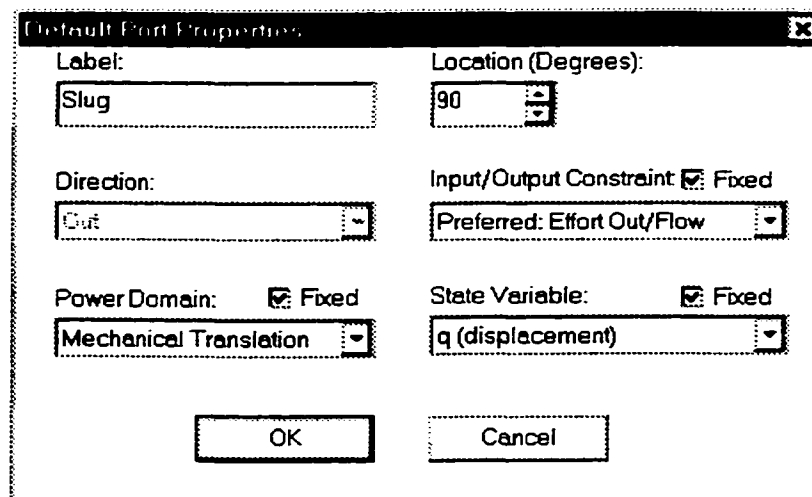 Default Port Properties
Label:
Location (Degrees):
Slug
90
Direction:
Input/Output Constraint: Fixed
Out
Preferred: Effort Out/Flow
Power Domain: Fixed
State Variable: Fixed
Mechanical Translation
q (displacement)
OK
Cancel